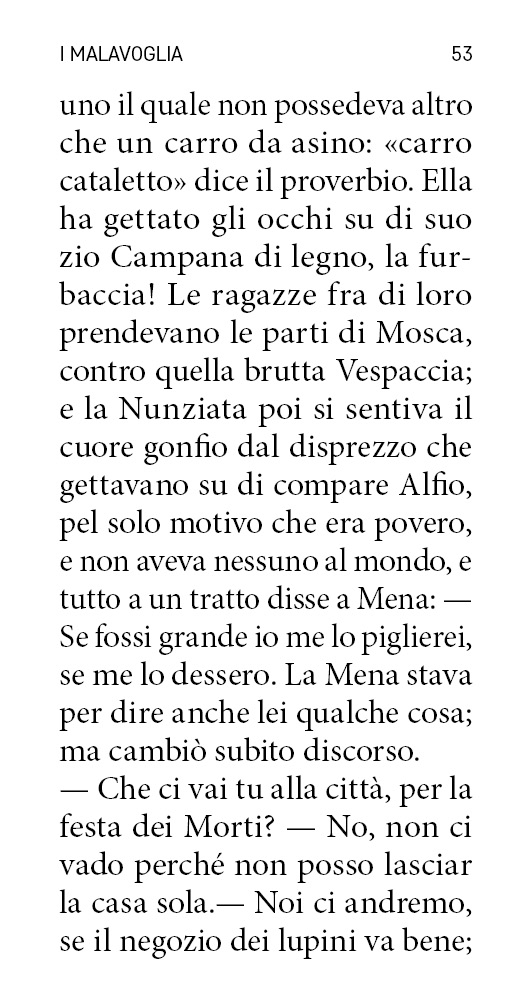 I MALAVOGLIA 53
uno il quale non possedeva altro
che un carro da asino: «carro
cataletto» dice il proverbio. Ella
ha gettato gli occhi su di suo
zio Campana di legno, la fur-
baccia! Le ragazze fra di loro
prendevano le parti di Mosca,
contro quella brutta Vespaccia;
e la Nunziata poi si sentiva il
cuore gonfio dal disprezzo che
gettavano su di compare Alfio,
pel solo motivo che era povero,
e non aveva nessuno al mondo, e
tutto a un tratto disse a Mena: —
Se fossi grande io me lo piglierei,
se me lo dessero. La Mena stava
per dire anche lei qualche cosa;
ma cambiò subito discorso.
— Che ci vai tu alla città, per la
festa dei Morti? — No, non ci
vado perché non posso lasciar
la casa sola.— Noi ci andremo,
se il negozio dei lupini va bene;